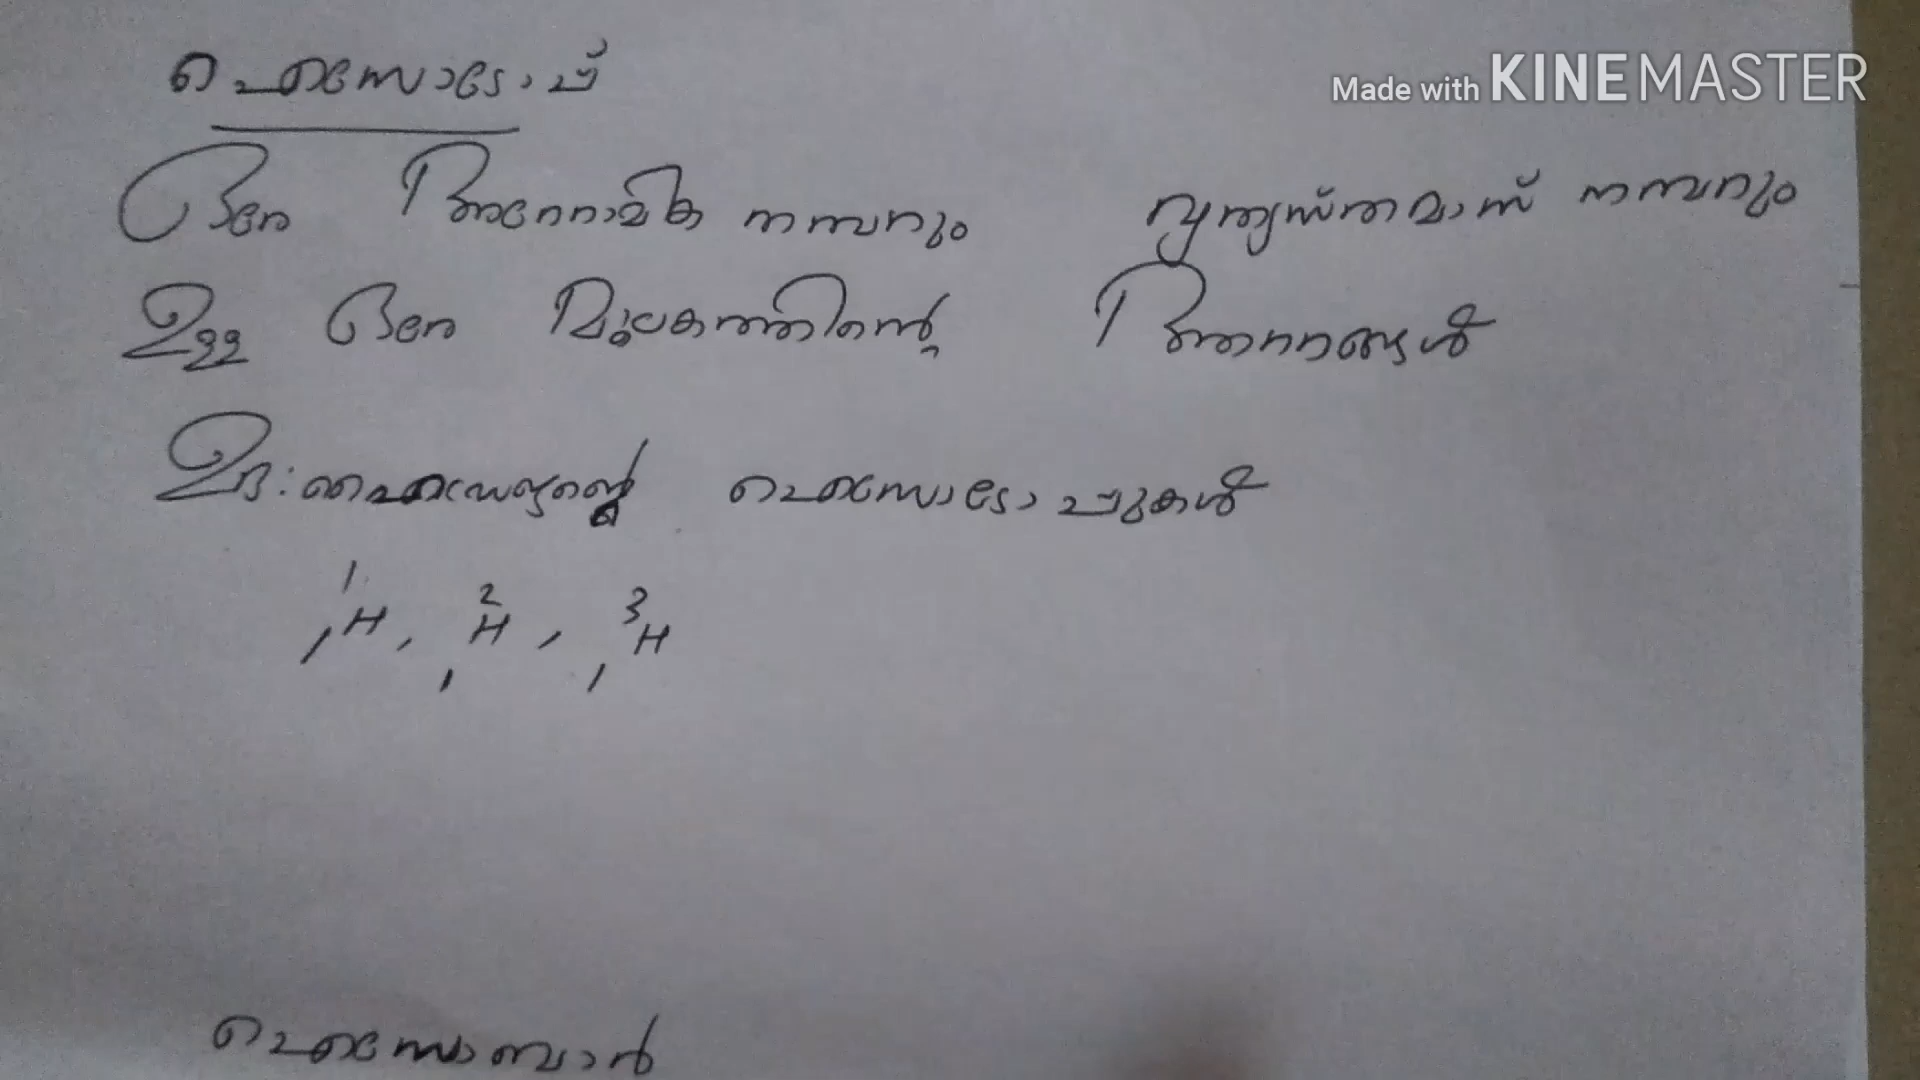 ഐസോടോപ്
Made with KINEMASTER
ഒരേ അറ്റോമിക നമ്പറും വ്യത്യസ്തമാസ് നമ്പറും
ഉള്ള ഒരേ മൂലകത്തിന്റെ ആറ്റങ്ങൾ
ഉദ: ഹൈഡ്രജന്റെ ഐസോടോപ്പുകൾ
¹₁H, ²₁H, ³₁H
ഐസോബാർ